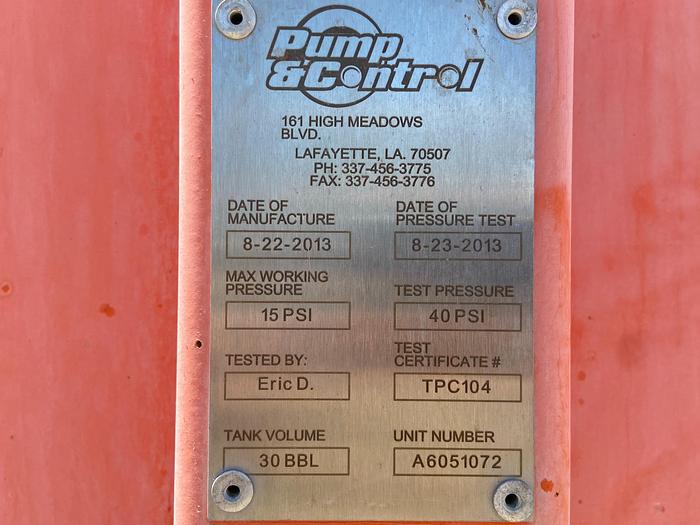 Pump
& Control
161 HIGH MEADOWS
BLVD.
LAFAYETTE, LA. 70507
PH: 337-456-3775
FAX: 337-456-3776
DATE OF
MANUFACTURE
8-22-2013
DATE OF
PRESSURE TEST
8-23-2013
MAX WORKING
PRESSURE
15 PSI
TEST PRESSURE
40 PSI
TESTED BY:
Eric D.
TEST
CERTIFICATE #
TPC104
TANK VOLUME
30 BBL
UNIT NUMBER
A6051072